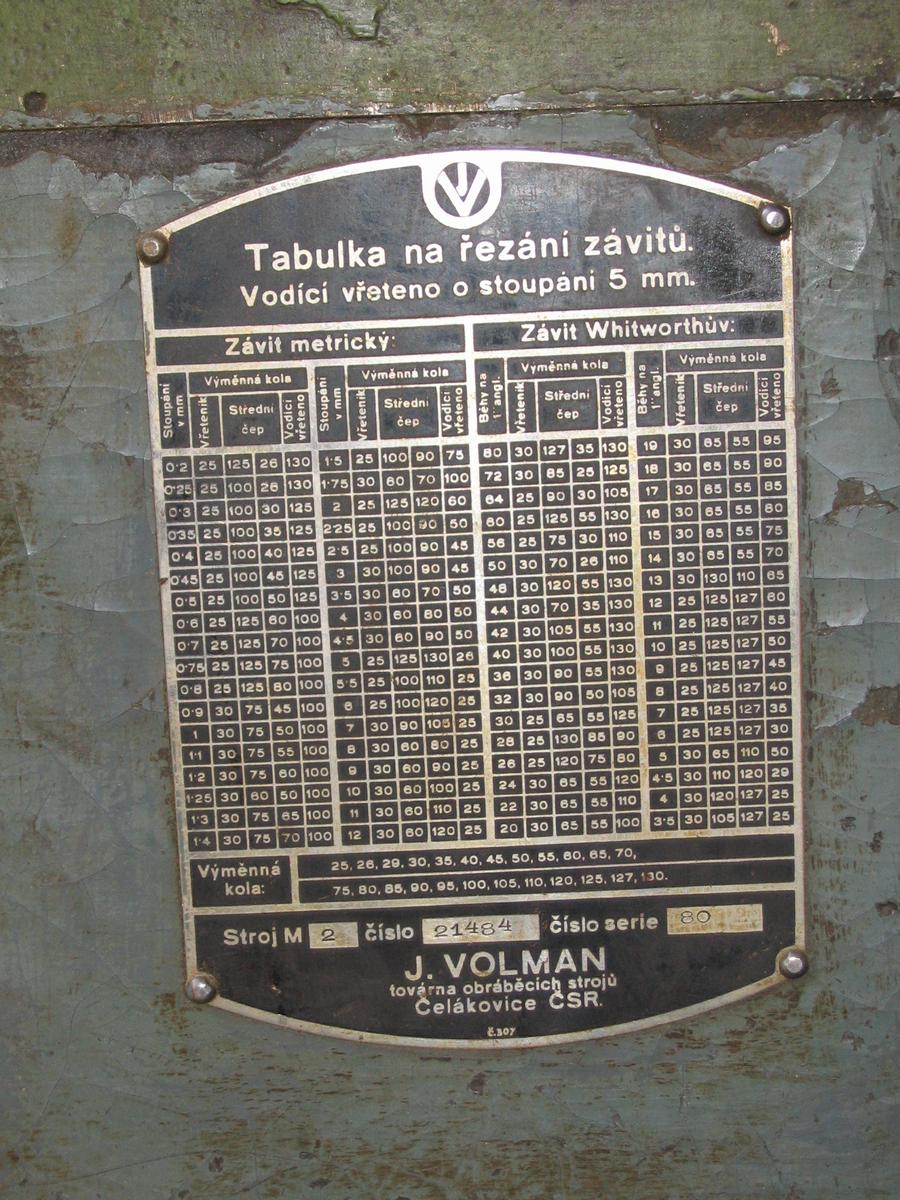 Tabulka na řezání závitů.
Vodící vřeteno o stoupání 5 mm.
Závit metrický: Závit Whitworthův:
Stoupání v mm Výměnná kola Stoupání v mm Výměnná kola Běhy na 1" angl. Výměnná kola Běhy na 1" angl. Výměnná kola
Vřeteník Střední čep Vodící vřeteno Vřeteník Střední čep Vodící vřeteno Vřeteník Střední čep Vodící vřeteno Vřeteník Střední čep Vodící vřeteno
0·2 25 125 26 130 1·5 25 100 90 75 80 30 127 35 130 19 30 65 55 95
0·25 25 100 26 130 1·75 30 60 70 100 72 30 85 25 125 18 30 65 55 90
0·3 25 100 30 125 2 25 125 120 60 64 25 90 30 105 17 30 65 55 85
0·35 25 100 35 125 2·25 25 100 90 50 60 25 125 55 130 16 30 65 55 80
0·4 25 100 40 125 2·5 25 100 90 45 56 25 75 30 110 15 30 65 55 75
0·45 25 100 45 125 3 30 100 90 45 50 30 70 26 110 14 30 65 55 70
0·5 25 100 50 125 3·5 30 60 70 50 48 30 120 55 130 13 30 130 110 65
0·6 25 125 60 100 4 30 60 80 50 44 30 70 35 130 12 25 125 127 60
0·7 25 125 70 100 4·5 30 60 90 50 42 30 105 55 130 11 25 125 127 55
0·75 25 125 75 100 5 25 125 130 26 40 30 100 55 130 10 25 125 127 50
0·8 25 125 80 100 5·5 25 100 110 25 36 30 90 55 130 9 25 125 127 45
0·9 30 75 45 100 6 25 100 120 25 32 30 90 50 105 8 25 125 127 40
1 30 75 50 100 7 30 90 105 25 30 25 65 55 125 7 25 125 127 35
1·1 30 75 55 100 8 30 60 80 25 28 25 130 85 90 6 25 125 127 30
1·2 30 75 60 100 9 30 60 90 25 26 25 120 75 80 5 30 65 110 50
1·25 30 60 50 100 10 30 60 100 25 24 30 65 55 120 4·5 30 110 120 29
1·3 30 75 65 100 11 30 60 110 25 22 30 65 55 110 4 30 120 127 25
1·4 30 75 70 100 12 30 60 120 25 20 30 65 55 100 3·5 30 105 127 25
Výměnná kola: 25, 26, 29, 30, 35, 40, 45, 50, 55, 60, 65, 70,
75, 80, 85, 90, 95, 100, 105, 110, 120, 125, 127, 130.
Stroj M 2 číslo 21484 číslo serie 80
J. VOLMAN
továrna obráběcích strojů
Čelákovice ČSR.
č.307